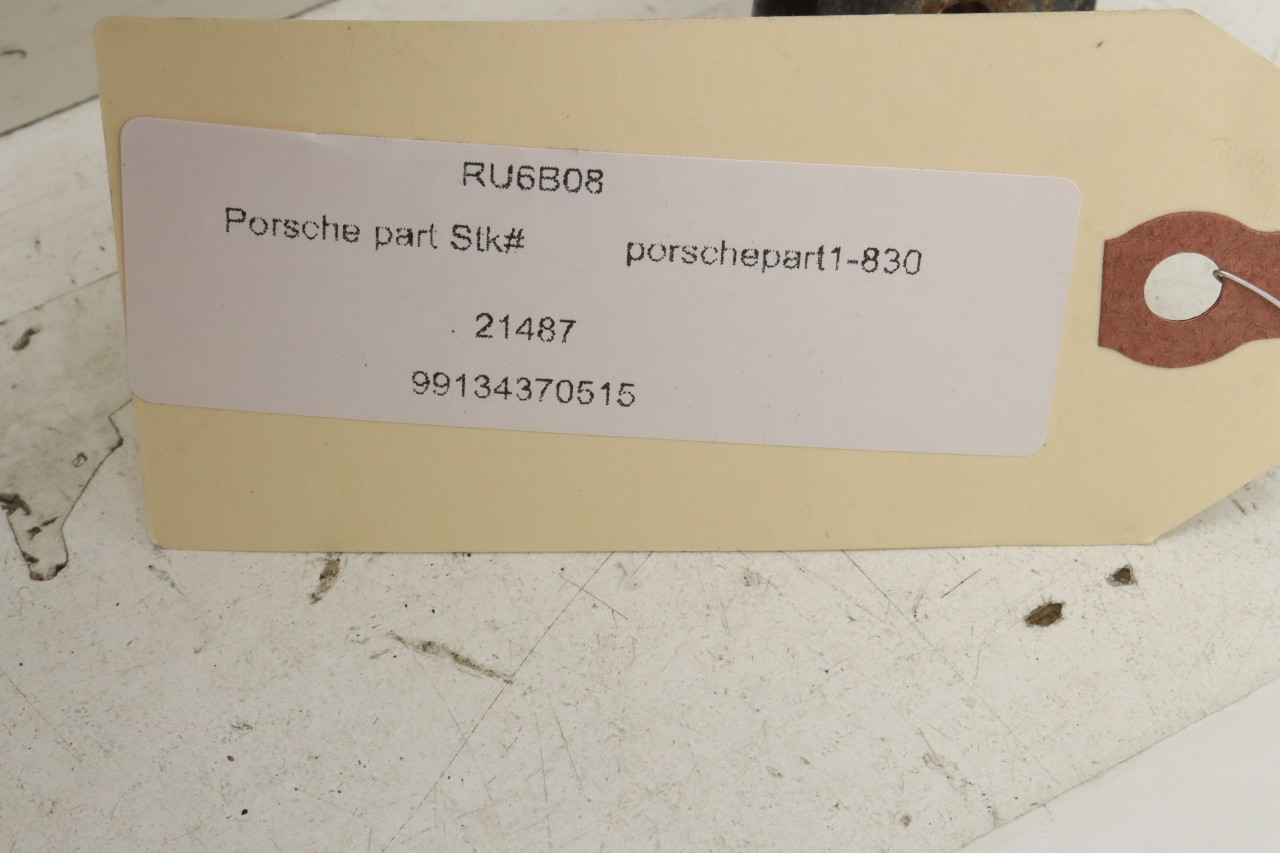 RU6B08
Porsche part Stk# porschepart1-830
21487
99134370515